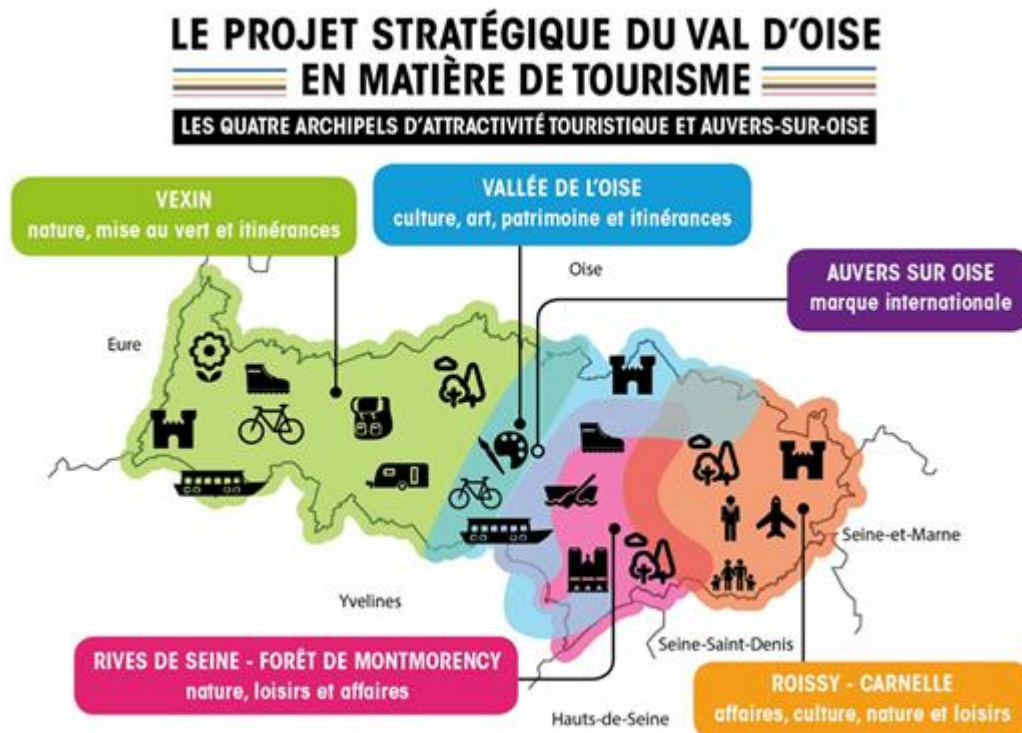 LE PROJET STRATÉGIQUE DU VAL D'OISE
EN MATIÈRE DE TOURISME
LES QUATRE ARCHIPELS D'ATTRACTIVITÉ TOURISTIQUE ET AUVERS-SUR-OISE
VEXIN
nature, mise au vert et itinérances
VALLÉE DE L'OISE
culture, art, patrimoine et itinérances
Oise
AUVERS SUR OISE
marque internationale
Eure
Seine-et-Marne
Yvelines
Seine-Saint-Denis
RIVES DE SEINE - FORÊT DE MONTMORENCY
nature, loisirs et affaires
ROISSY - CARNELLE
affaires, culture, nature et loisirs
Hauts-de-Seine